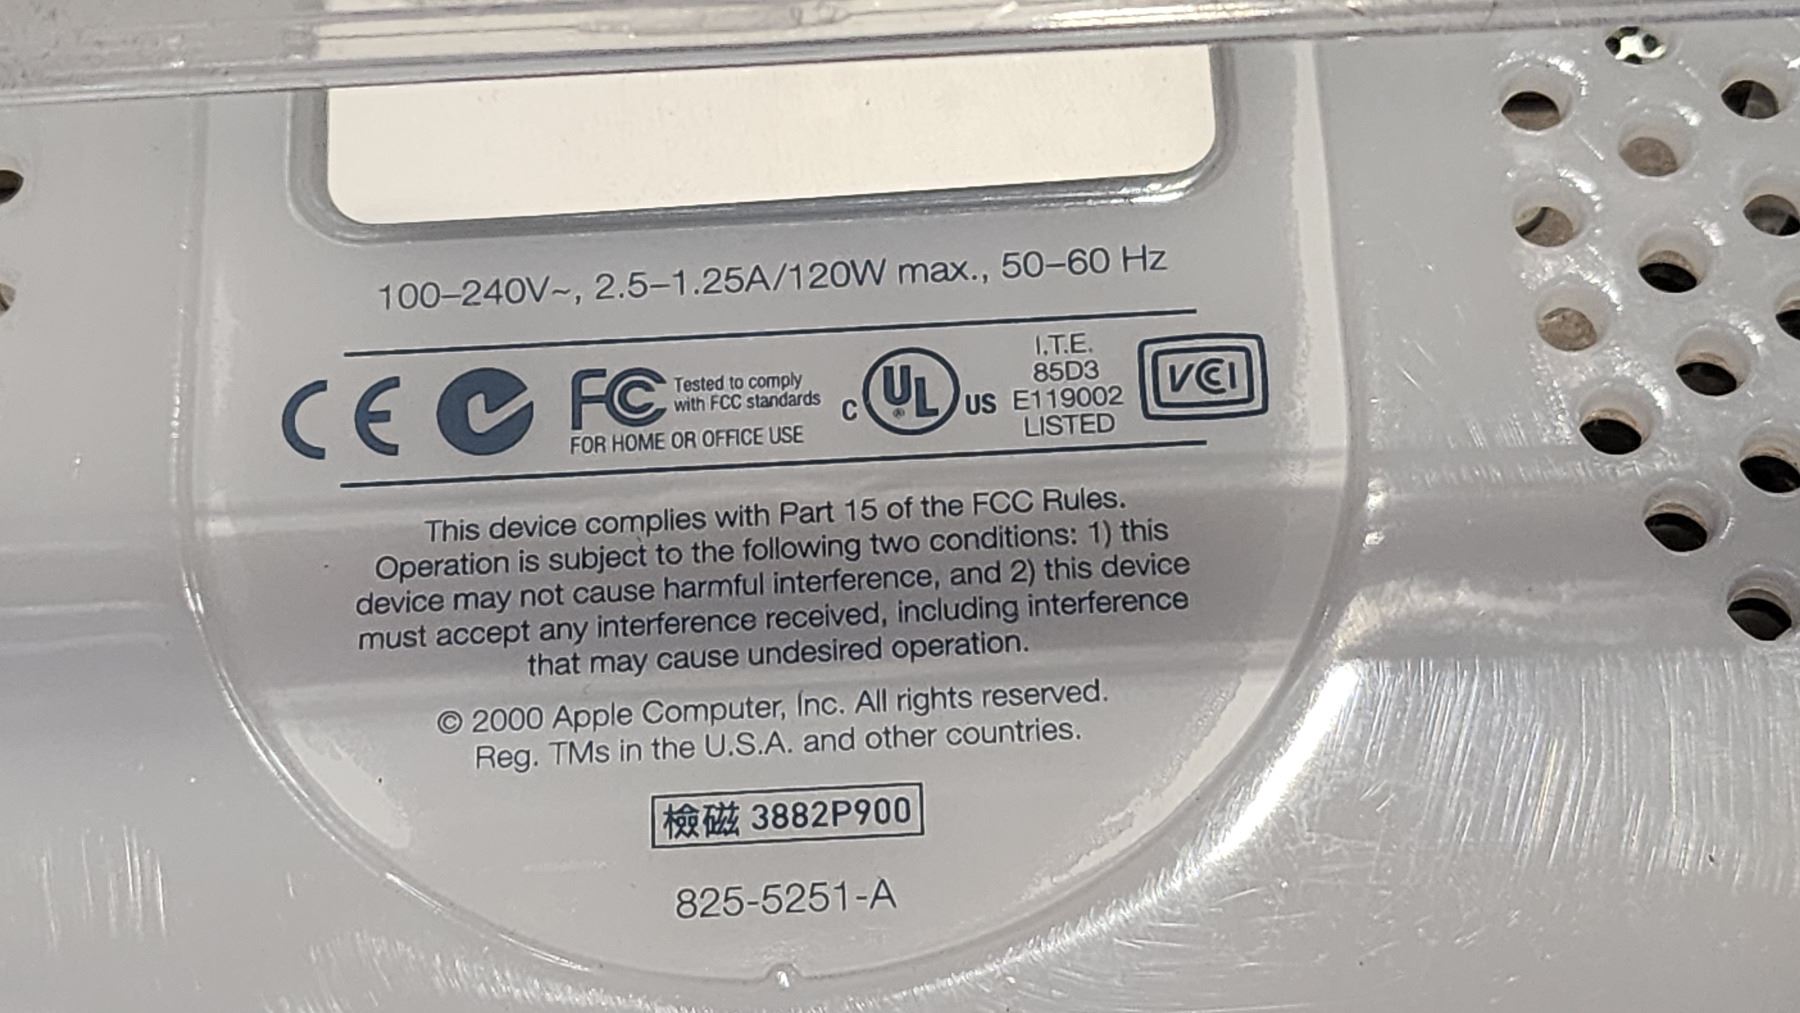 100–240V~, 2.5–1.25A/120W max., 50–60 Hz
CE FC Tested to comply
with FCC standards
FOR HOME OR OFFICE USE
C UL ® US
I.T.E.
85D3
E119002
LISTED
VCI
This device complies with Part 15 of the FCC Rules.
Operation is subject to the following two conditions: 1) this
device may not cause harmful interference, and 2) this device
must accept any interference received, including interference
that may cause undesired operation.
© 2000 Apple Computer, Inc. All rights reserved.
Reg. TMs in the U.S.A. and other countries.
檢磁 3882P900
825-5251-A